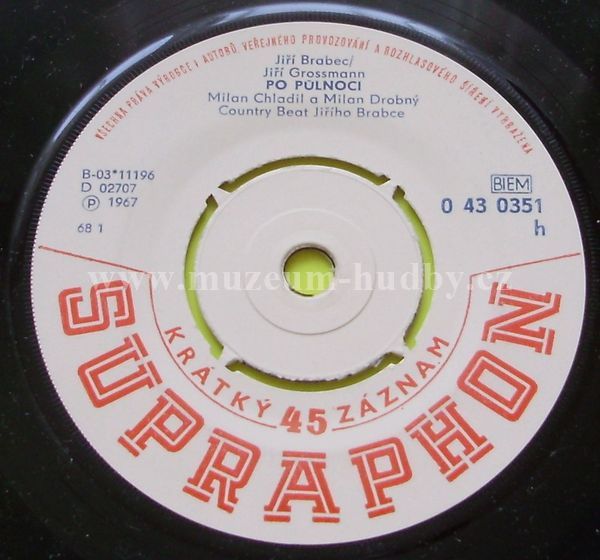 VŠECHNA PRÁVA VÝROBCE I AUTORŮ, VEŘEJNÉHO PROVOZOVÁNÍ A ROZHLASOVÉHO ŠÍŘENÍ VYHRAŽENA
Jiří Brabec/
Jiří Grossmann
PO PŮLNOCI
Milan Chladil a Milan Drobný
Country Beat Jiřího Brabce
B-03*11196
D 02707
Ⓟ 1967
68 1
BIEM
0 43 0351
h
www.muzeum-hudby.cz
KRÁTKÝ 45 ZÁZNAM
SUPRAPHON